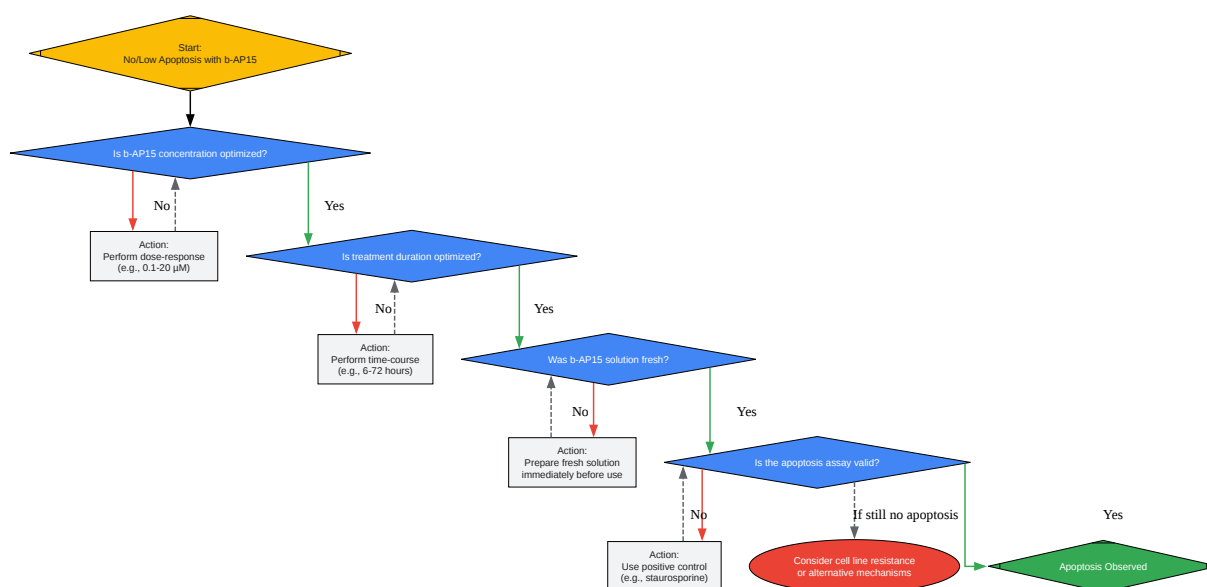 Start:
No/Low Apoptosis with b-AP15
Is b-AP15 concentration optimized?
No
Yes
Action:
Perform dose-response
(e.g., 0.1-20 µM)
Is treatment duration optimized?
No
Yes
Action:
Perform time-course
(e.g., 6-72 hours)
Was b-AP15 solution fresh?
No
Yes
Action:
Prepare fresh solution
immediately before use
Is the apoptosis assay valid?
No
If still no apoptosis
Yes
Action:
Use positive control
(e.g., staurosporine)
Consider cell line resistance
or alternative mechanisms
Apoptosis Observed